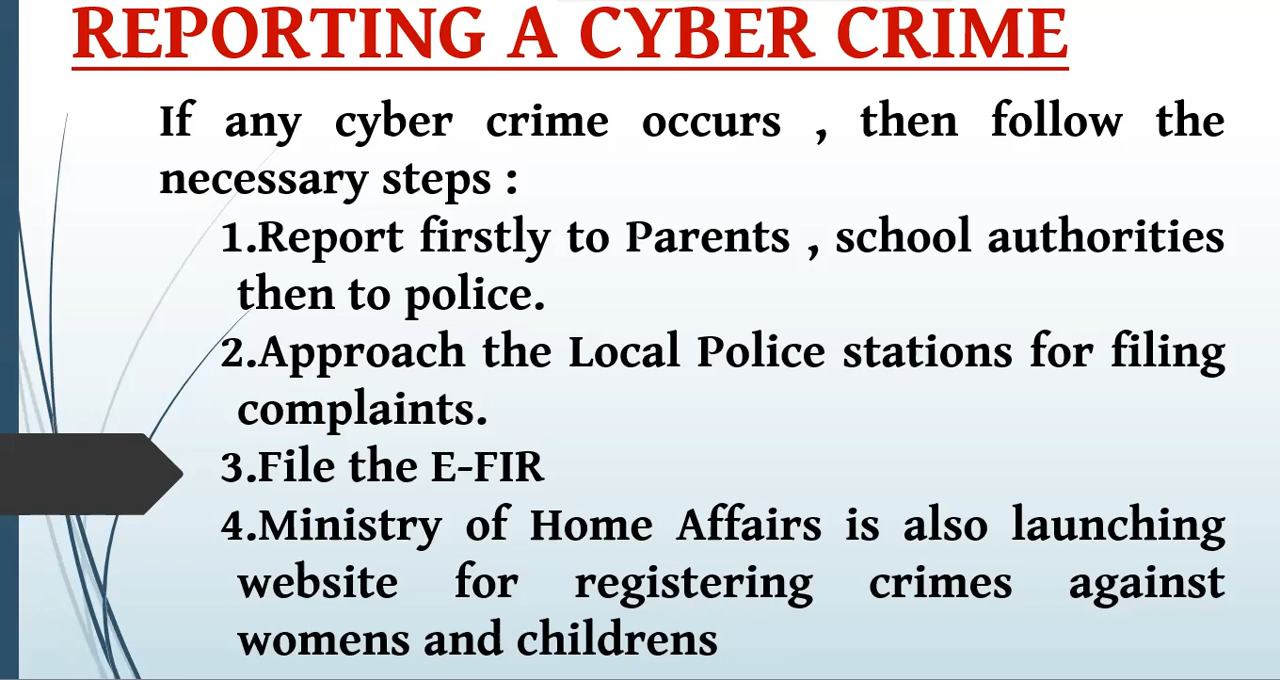 REPORTING A CYBER CRIME
If any cyber crime occurs , then follow the
necessary steps :
1.Report firstly to Parents , school authorities
then to police.
2.Approach the Local Police stations for filing
complaints.
3.File the E-FIR
4.Ministry of Home Affairs is also launching
website for registering crimes against
womens and childrens